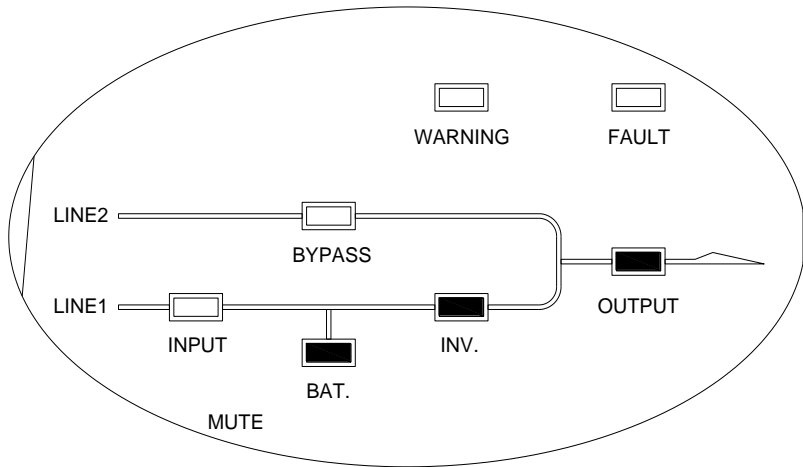 WARNING FAULT
LINE2
BYPASS
OUTPUT
LINE1
INPUT INV.
BAT.
MUTE